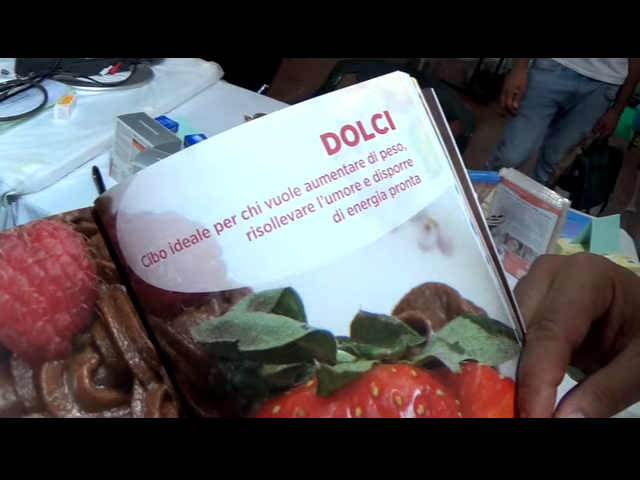 DOLCI
Cibo ideale per chi vuole aumentare di peso,
risollevare l'umore e disporre
di energia pronta